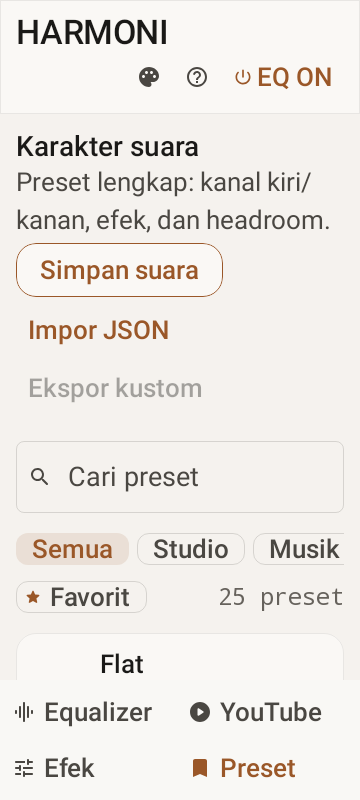 HARMONI
EQ ON
Karakter suara
Preset lengkap: kanal kiri/
kanan, efek, dan headroom.
Simpan suara
Impor JSON
Ekspor kustom
Cari preset
Semua Studio Musik
Favorit 25 preset
Flat
Equalizer YouTube
Efek Preset